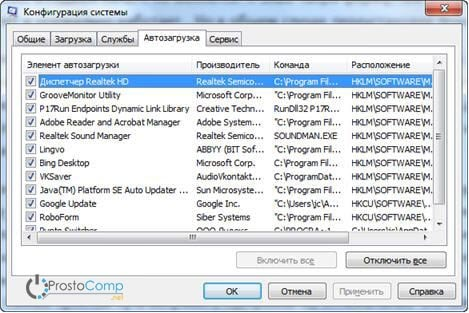 Конфигурация системы
Общие Загрузка Службы Автозагрузка Сервис
Элемент автозагрузки Производитель Команда Расположение
Диспетчер Realtek HD Realtek Semico... C:\Program Fil... HKLM\SOFTWARE\M...
GrooveMonitor Utility Microsoft Corp. "C:\Program F... HKLM\SOFTWARE\M...
P17Run Endpoints Dynamic Link Library Creative Techn... RunDll32 P17R... HKLM\SOFTWARE\M...
Adobe Reader and Acrobat Manager Adobe System... "C:\Program F... HKLM\SOFTWARE\M...
Realtek Sound Manager Realtek Semico... SOUNDMAN.EXE HKLM\SOFTWARE\M...
Lingvo ABBYY (BIT Sof... "C:\Program F... HKLM\SOFTWARE\M...
Bing Desktop Microsoft Corp. C:\Program Fil... HKLM\SOFTWARE\M...
VKSaver AudioVkontakt... C:\ProgramDat... HKLM\SOFTWARE\M...
Java(TM) Platform SE Auto Updater ... Sun Microsyste... "C:\Program F... HKLM\SOFTWARE\M...
Google Update Google Inc. "C:\Users\jc\A... HKCU\SOFTWARE\M...
RoboForm Siber Systems "C:\Program F... HKCU\SOFTWARE\M...
Включить все Отключить все
ProstoComp
.net
ОК Отмена Применить Справка